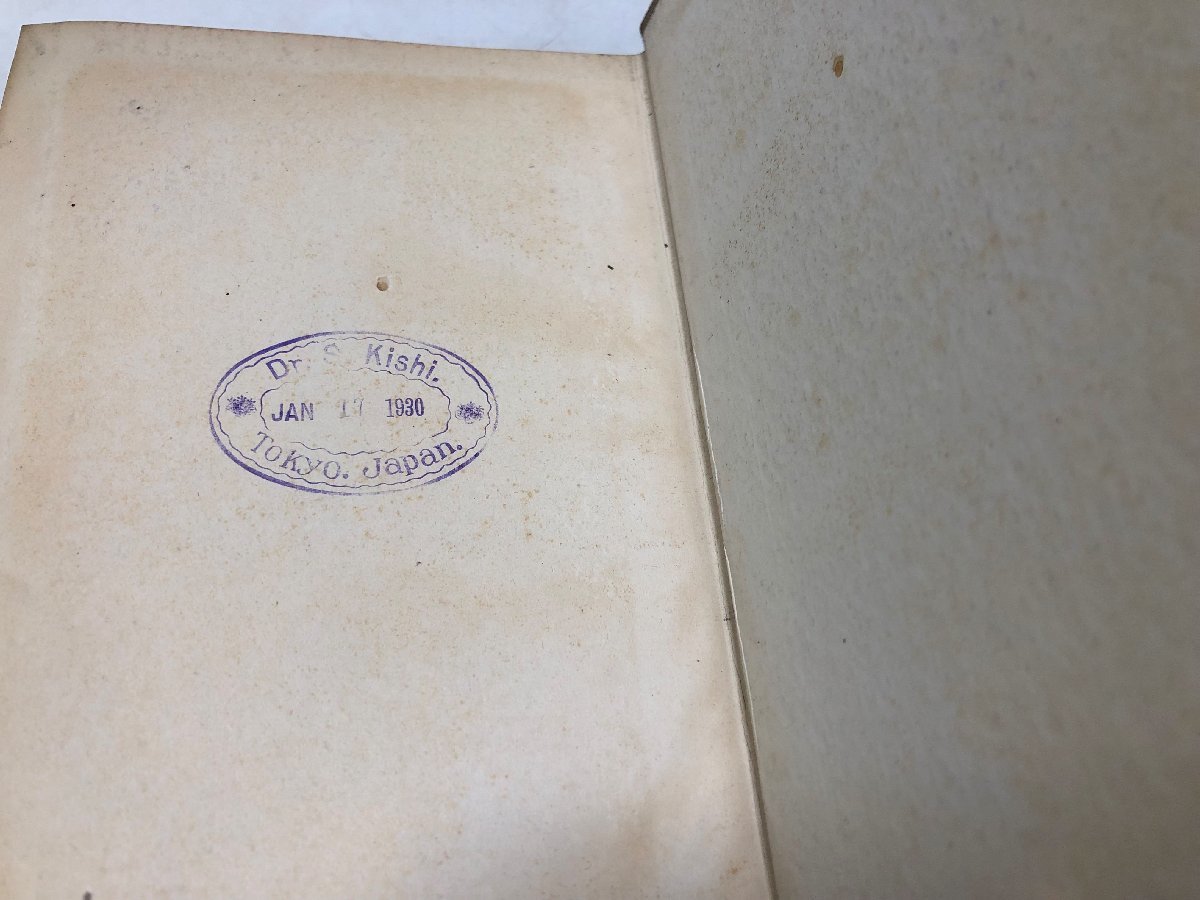 Dr. S. Kishi.
JAN 17 1930
Tokyo. Japan.